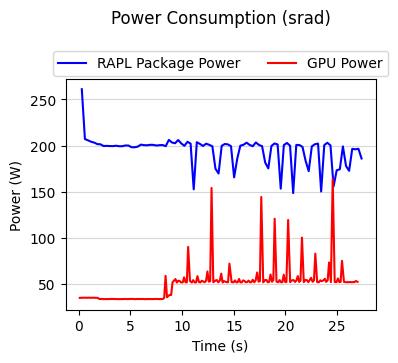 Power Consumption (srad)
RAPL Package Power GPU Power
250
200
150
100
50
Power (W)
0 5 10 15 20 25
Time (s)